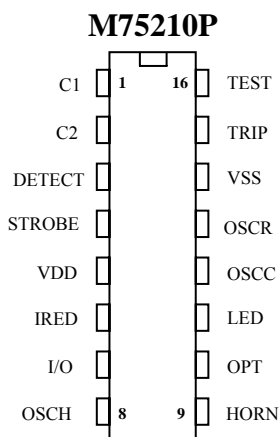 M75210P
C1 1 16 TEST
C2 TRIP
DETECT VSS
STROBE OSCR
VDD OSCC
IRED LED
I/O OPT
OSCH 8 9 HORN